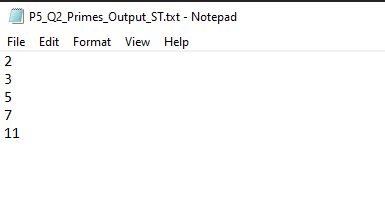 P5_Q2_Primes_Output_ST.txt - Notepad
File Edit Format View Help
2
3
5
7
11